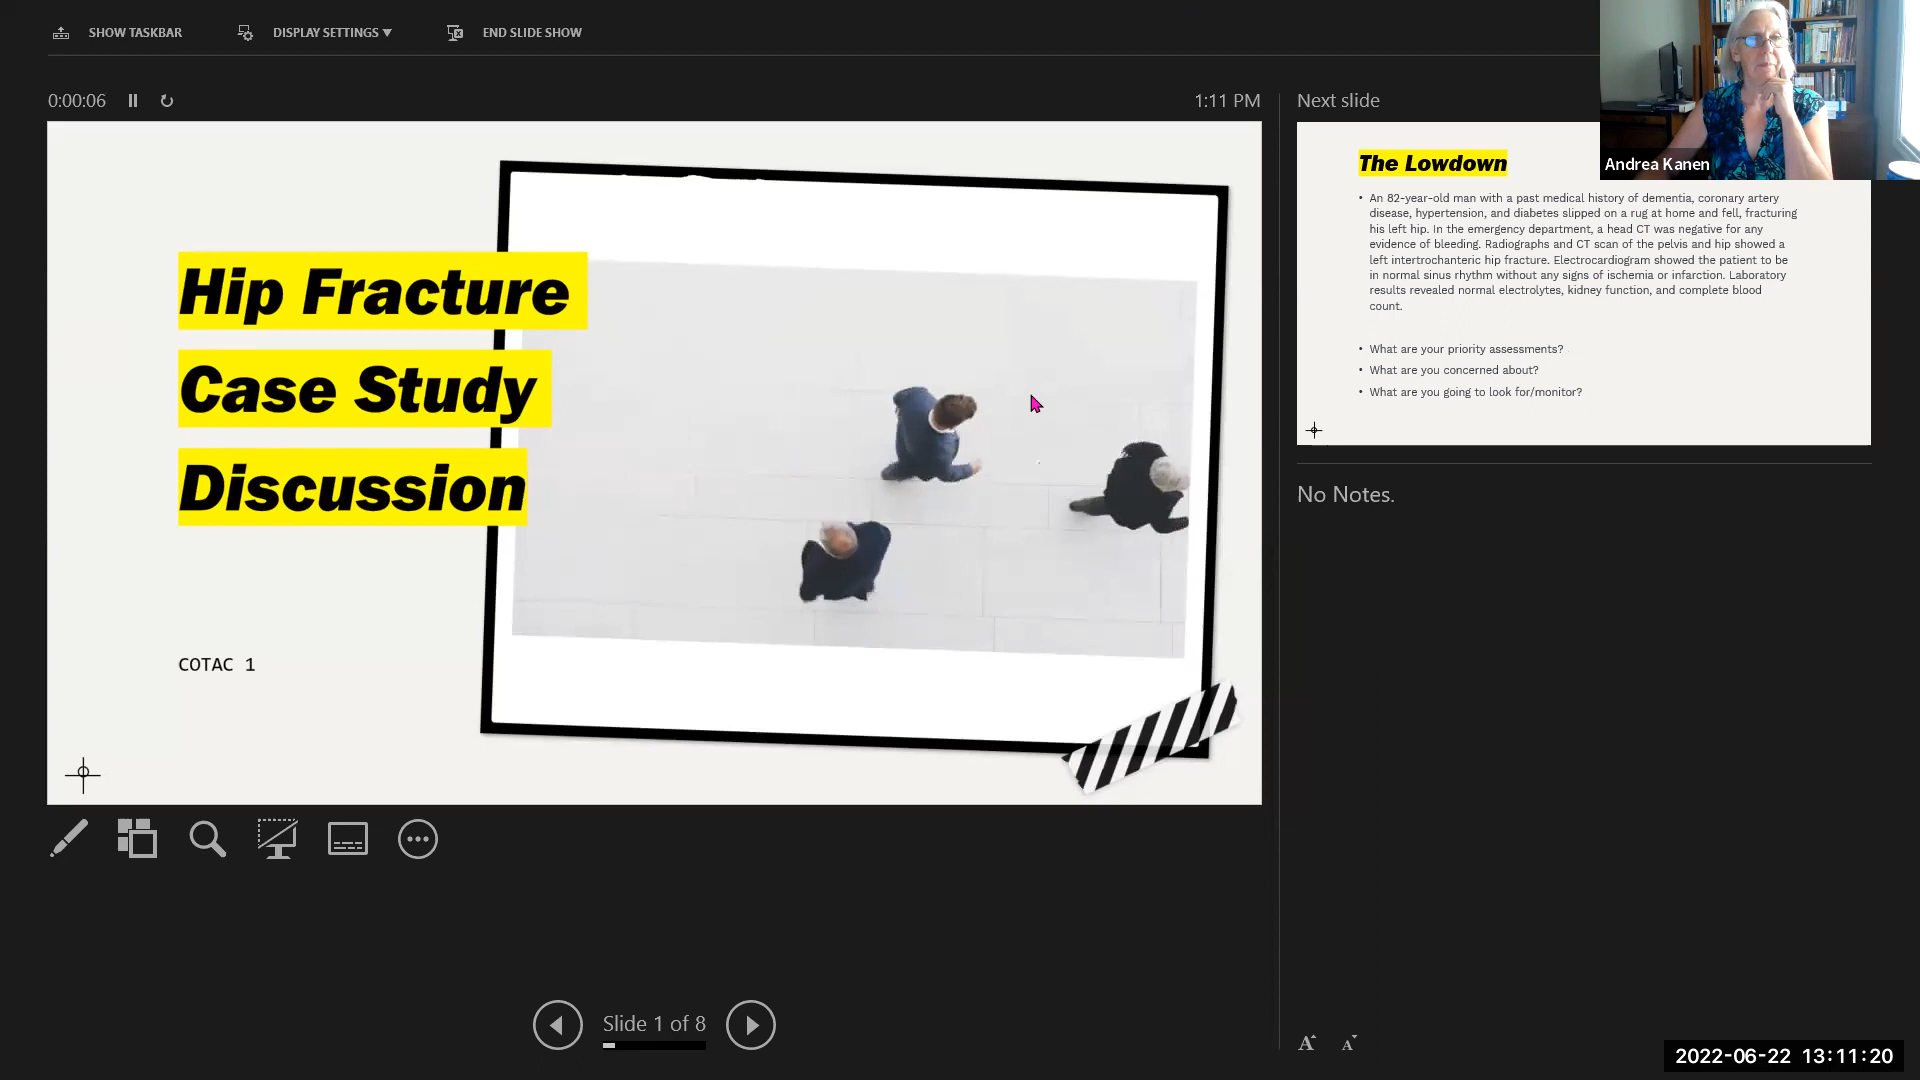 SHOW TASKBAR
DISPLAY SETTINGS ▼
END SLIDE SHOW
0:00:06
1:11 PM
Hip Fracture
Case Study
Discussion
COTAC 1
Slide 1 of 8
Next slide
The Lowdown
• An 82-year-old man with a past medical history of dementia, coronary artery
disease, hypertension, and diabetes slipped on a rug at home and fell, fracturing
his left hip. In the emergency department, a head CT was negative for any
evidence of bleeding. Radiographs and CT scan of the pelvis and hip showed a
left intertrochanteric hip fracture. Electrocardiogram showed the patient to be
in normal sinus rhythm without any signs of ischemia or infarction. Laboratory
results revealed normal electrolytes, kidney function, and complete blood
count.
• What are your priority assessments?
• What are you concerned about?
• What are you going to look for/monitor?
Andrea Kanen
No Notes.
A A
2022-06-22 13:11:20